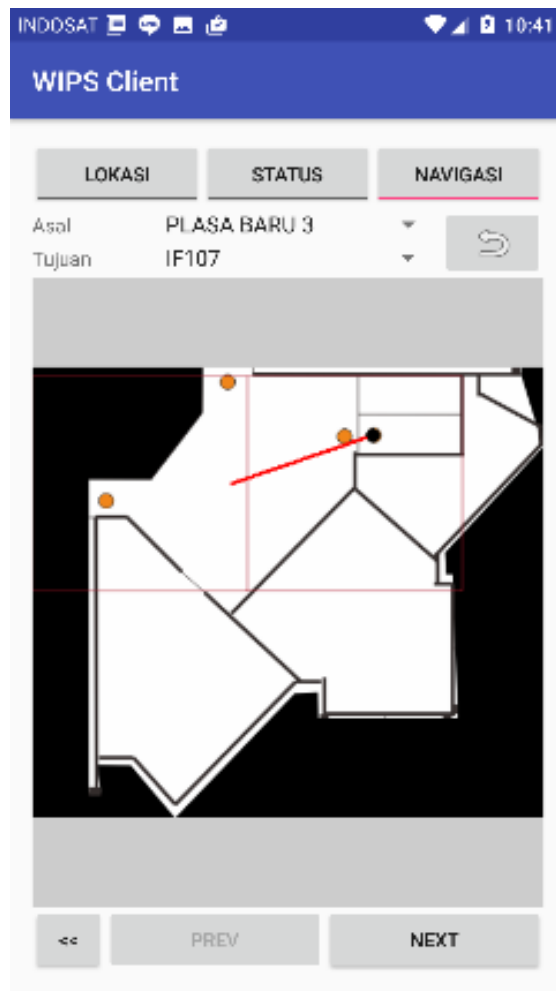 INDOSAT 10:41
WIPS Client
LOKASI STATUS NAVIGASI
Asal PLASA BARU 3
Tujuan IF107
<< PREV NEXT